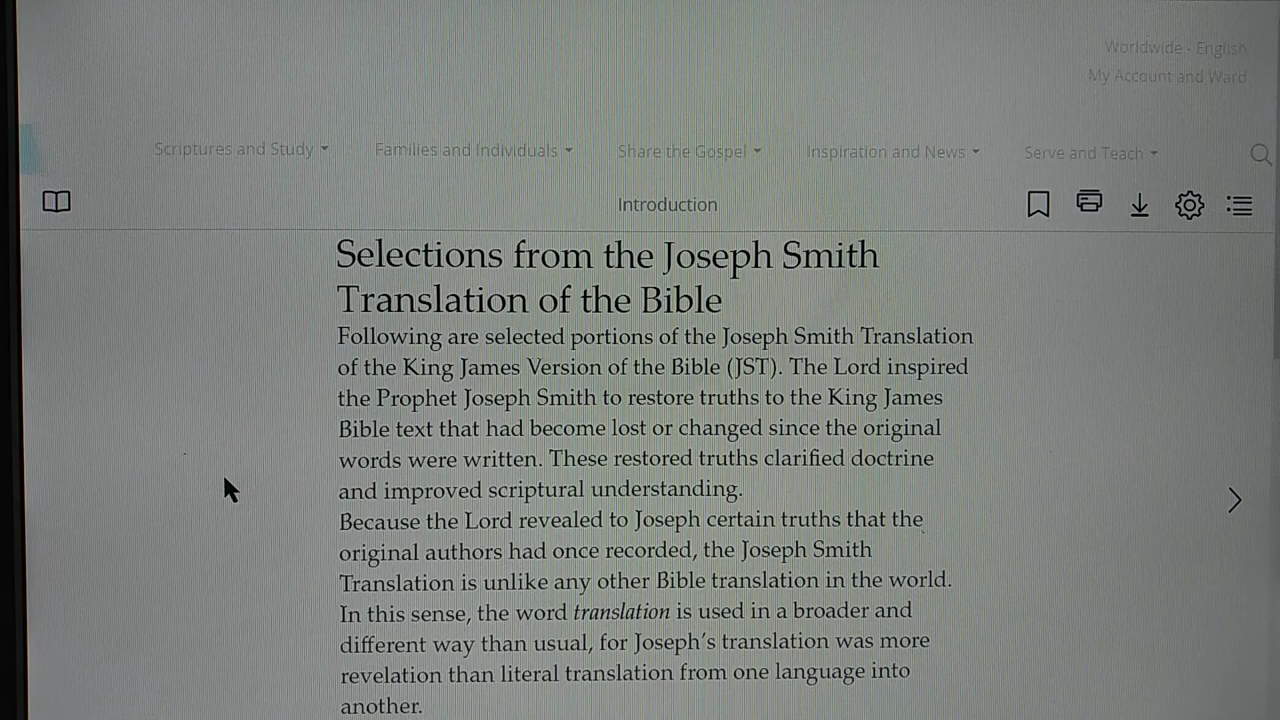 Worldwide - English
My Account and Ward
Scriptures and Study
Families and Individuals
Share the Gospel
Inspiration and News
Serve and Teach
Introduction
Selections from the Joseph Smith
Translation of the Bible
Following are selected portions of the Joseph Smith Translation
of the King James Version of the Bible (JST). The Lord inspired
the Prophet Joseph Smith to restore truths to the King James
Bible text that had become lost or changed since the original
words were written. These restored truths clarified doctrine
and improved scriptural understanding.
Because the Lord revealed to Joseph certain truths that the
original authors had once recorded, the Joseph Smith
Translation is unlike any other Bible translation in the world.
In this sense, the word translation is used in a broader and
different way than usual, for Joseph's translation was more
revelation than literal translation from one language into
another.